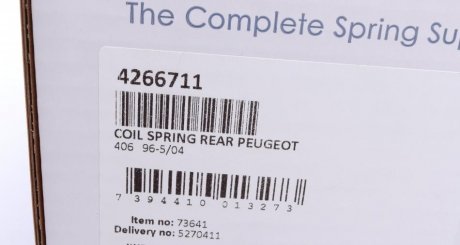 The Complete Spring Su
4266711
COIL SPRING REAR PEUGEOT
406 96-5/04
7 394410 013273
Item no: 73641
Delivery no: 5270411